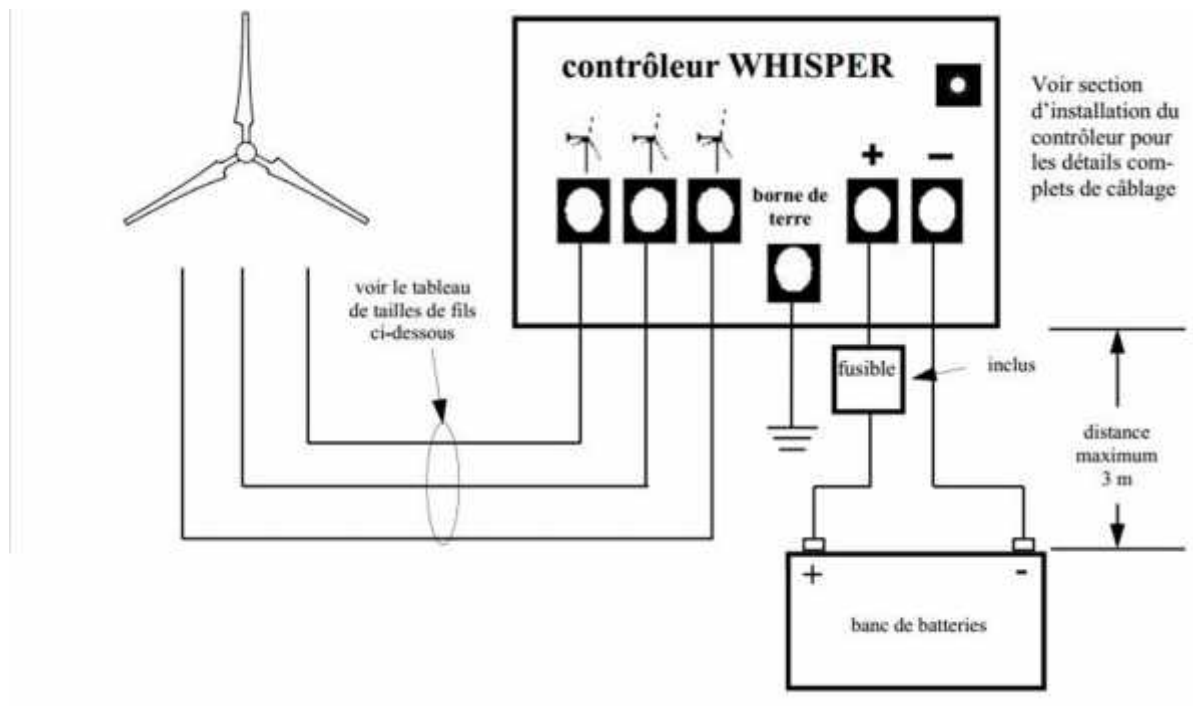 contrôleur WHISPER
Voir section
d'installation du
contrôleur pour
les détails com-
plets de câblage
+
−
borne de
terre
voir le tableau
de tailles de fils
ci-dessous
fusible
inclus
distance
maximum
3 m
+
-
banc de batteries